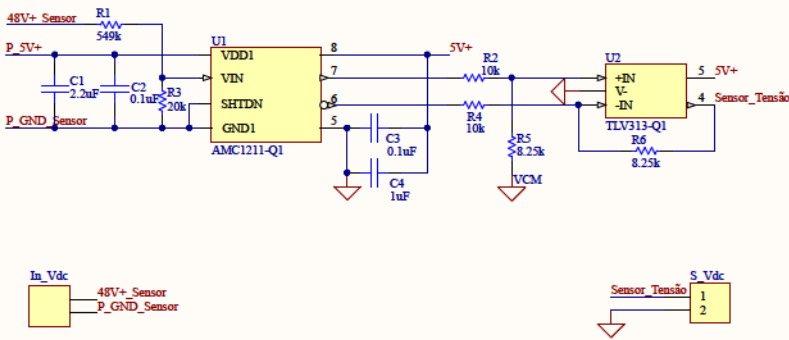 48V+_Sensor
R1
549k
P_5V+
C1
2.2uF
C2
0.1uF
R3
20k
P_GND_Sensor
U1
VDD1
VIN
SHTDN
GND1
8
7
6
5
AMC1211-Q1
5V+
C3
0.1uF
C4
1uF
R2
10k
R4
10k
R5
8.25k
VCM
U2
+IN
V-
-IN
5
4
5V+
Sensor_Tensão
TLV313-Q1
R6
8.25k
In_Vdc
48V+_Sensor
P_GND_Sensor
S_Vdc
Sensor_Tensão
1
2